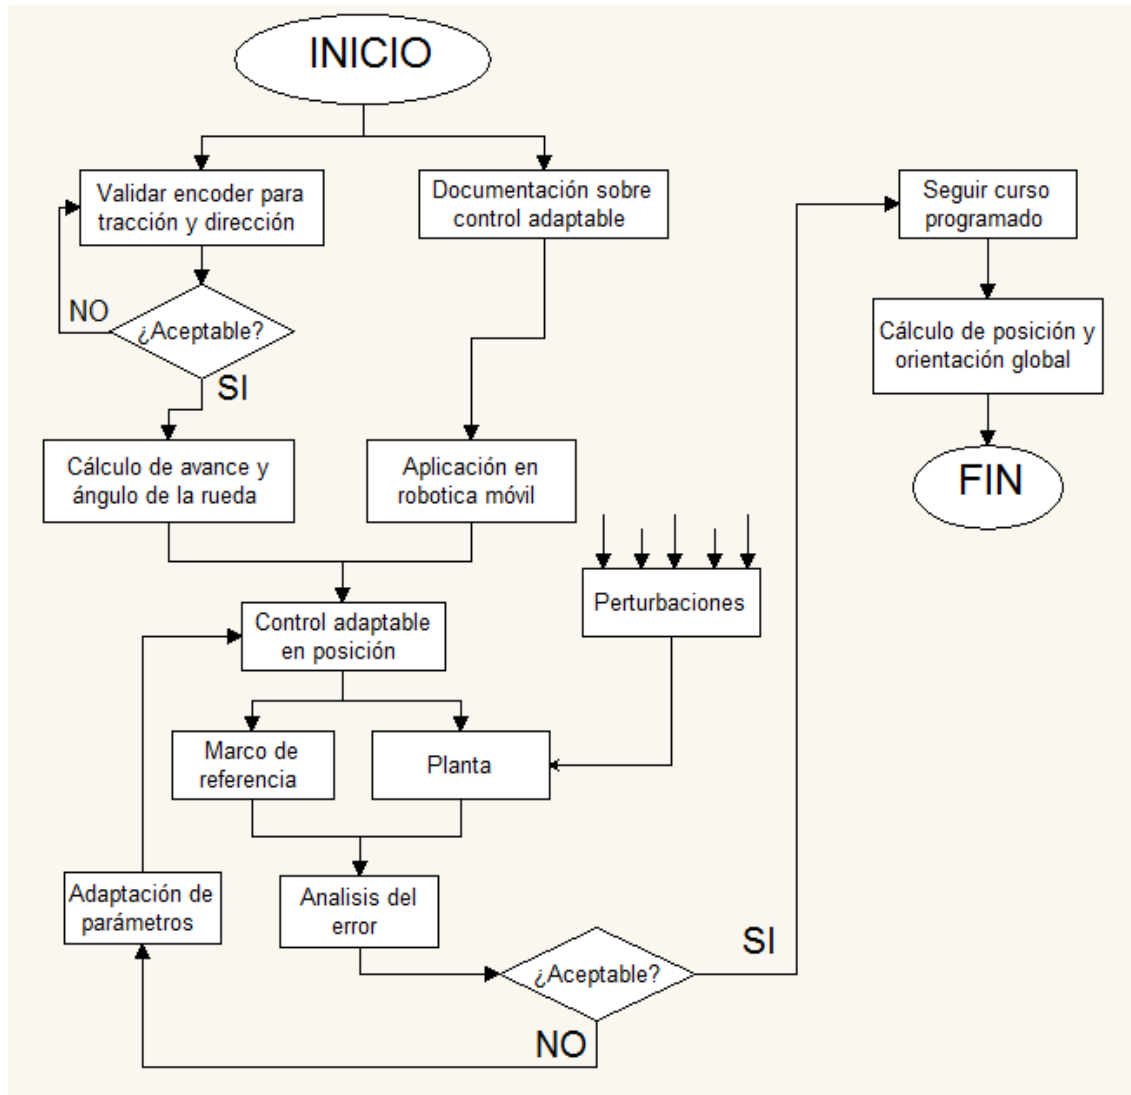 INICIO
Validar encoder para
tracción y dirección
Documentación sobre
control adaptable
Seguir curso
programado
NO
¿Aceptable?
SI
Cálculo de posición y
orientación global
Cálculo de avance y
ángulo de la rueda
Aplicación en
robotica móvil
FIN
Perturbaciones
Control adaptable
en posición
Marco de
referencia
Planta
Adaptación de
parámetros
Analisis del
error
¿Aceptable?
SI
NO